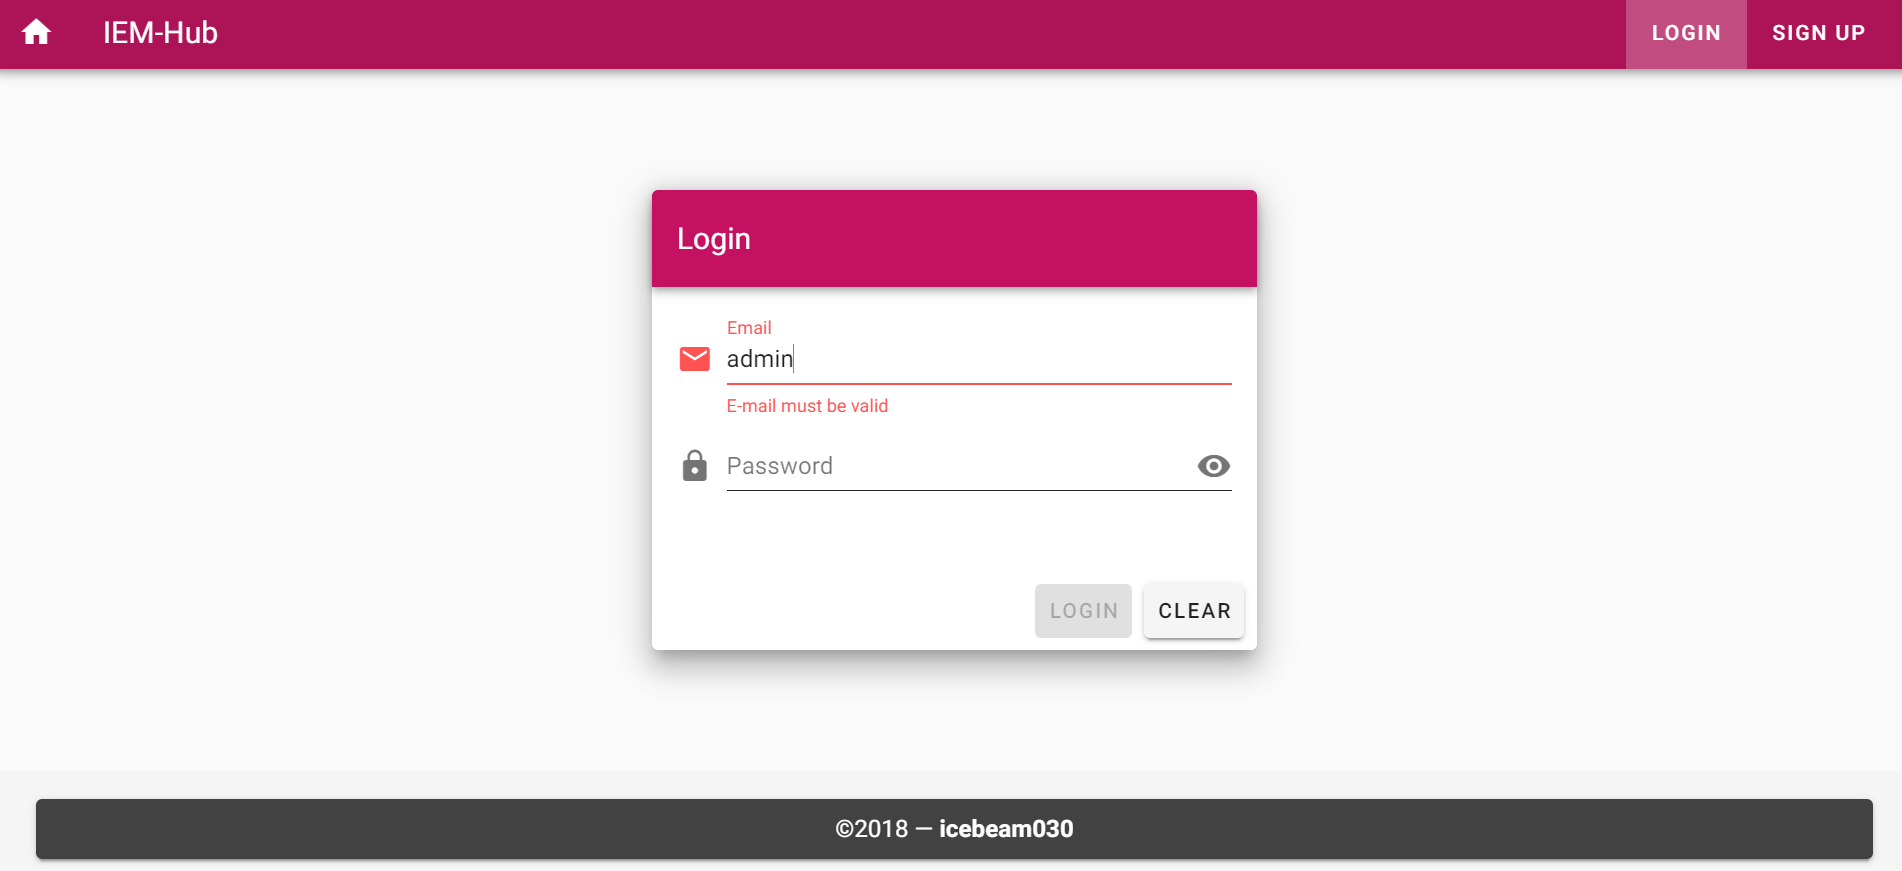 IEM-Hub
LOGIN
SIGN UP
Login
Email
admin
E-mail must be valid
Password
LOGIN
CLEAR
©2018 — icebeam030